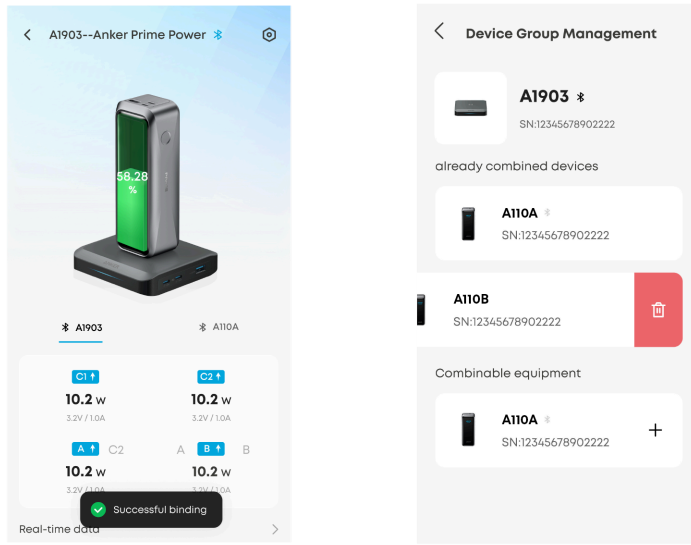 A1903--Anker Prime Power
58.28
%
A1903
A110A
C1
C2
10.2 w
10.2 w
3.2V / 1.0A
3.2V / 1.0A
A
C2
A
B
B
10.2 w
10.2 w
3.2V / 1.0A
3.2V / 1.0A
Successful binding
Real-time data
Device Group Management
A1903
SN:12345678902222
already combined devices
A110A
SN:12345678902222
A110B
SN:12345678902222
Combinable equipment
A110A
SN:12345678902222